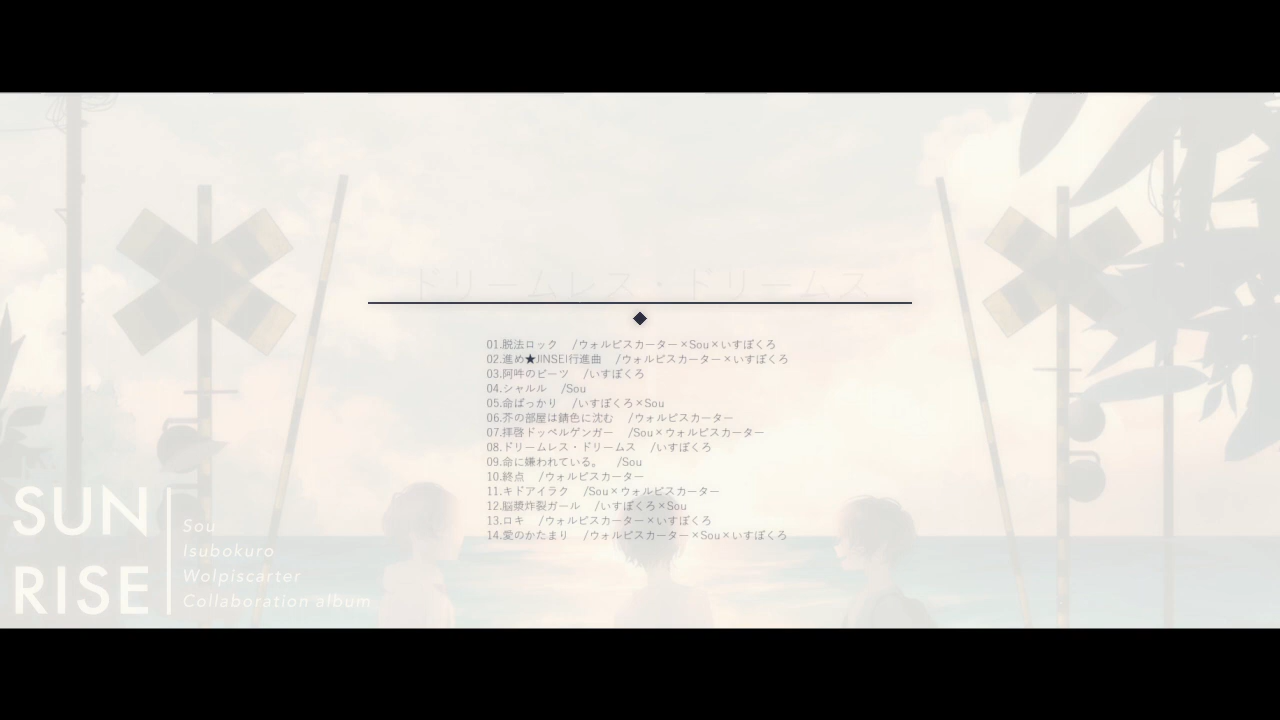 ドリームレス・ドリームス
01.脱法ロック /ウォルピスカーター×Sou×いすぼくろ
02.進め★JINSEI行進曲 /ウォルピスカーター×いすぼくろ
03.阿吽のビーツ /いすぼくろ
04.シャルル /Sou
05.命ばっかり /いすぼくろ×Sou
06.芥の部屋は錆色に沈む /ウォルピスカーター
07.拝啓ドッペルゲンガー /Sou×ウォルピスカーター
08.ドリームレス・ドリームス /いすぼくろ
09.命に嫌われている。 /Sou
10.終点 /ウォルピスカーター
11.キドアイラク /Sou×ウォルピスカーター
12.脳漿炸裂ガール /いすぼくろ×Sou
13.ロキ /ウォルピスカーター×いすぼくろ
14.愛のかたまり /ウォルピスカーター×Sou×いすぼくろ
SUN
RISE
Sou
Isubokuro
Wolpiscarter
Collaboration album